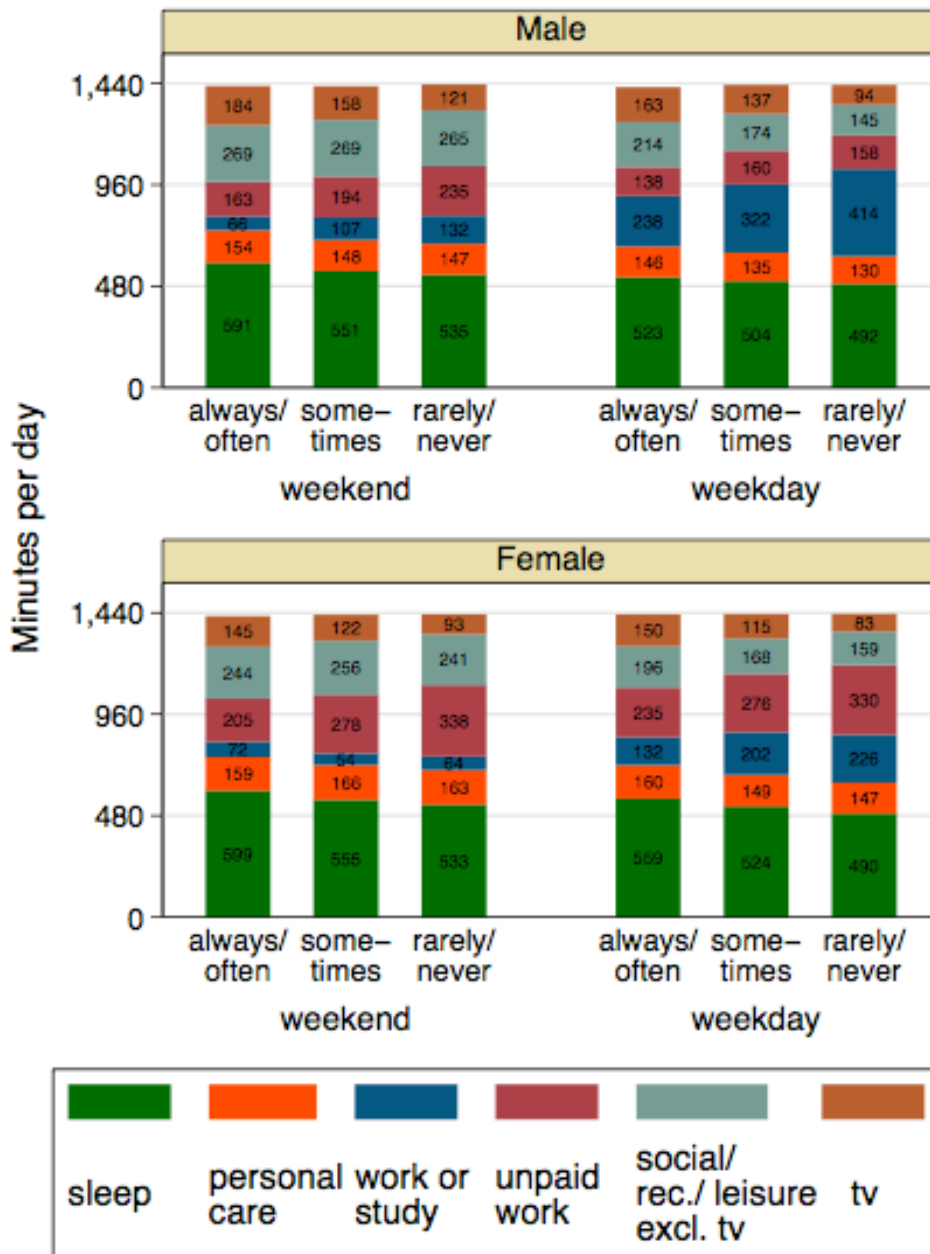 Male
1,440
960
480
0
184 158 121 163 137 94
269 269 265 214 174 145
163 194 235 138 160 158
66 107 132 238 322 414
154 148 147 146 135 130
591 551 535 523 504 492
always/ some– rarely/ always/ some– rarely/
often times never often times never
weekend weekday
Minutes per day
Female
1,440
960
480
0
145 122 93 150 115 83
244 256 241 196 168 159
205 278 338 235 276 330
72 54 64 132 202 226
159 166 163 160 149 147
599 555 533 559 524 490
always/ some– rarely/ always/ some– rarely/
often times never often times never
weekend weekday
sleep
personal
care
work or
study
unpaid
work
social/
rec./ leisure
excl. tv
tv